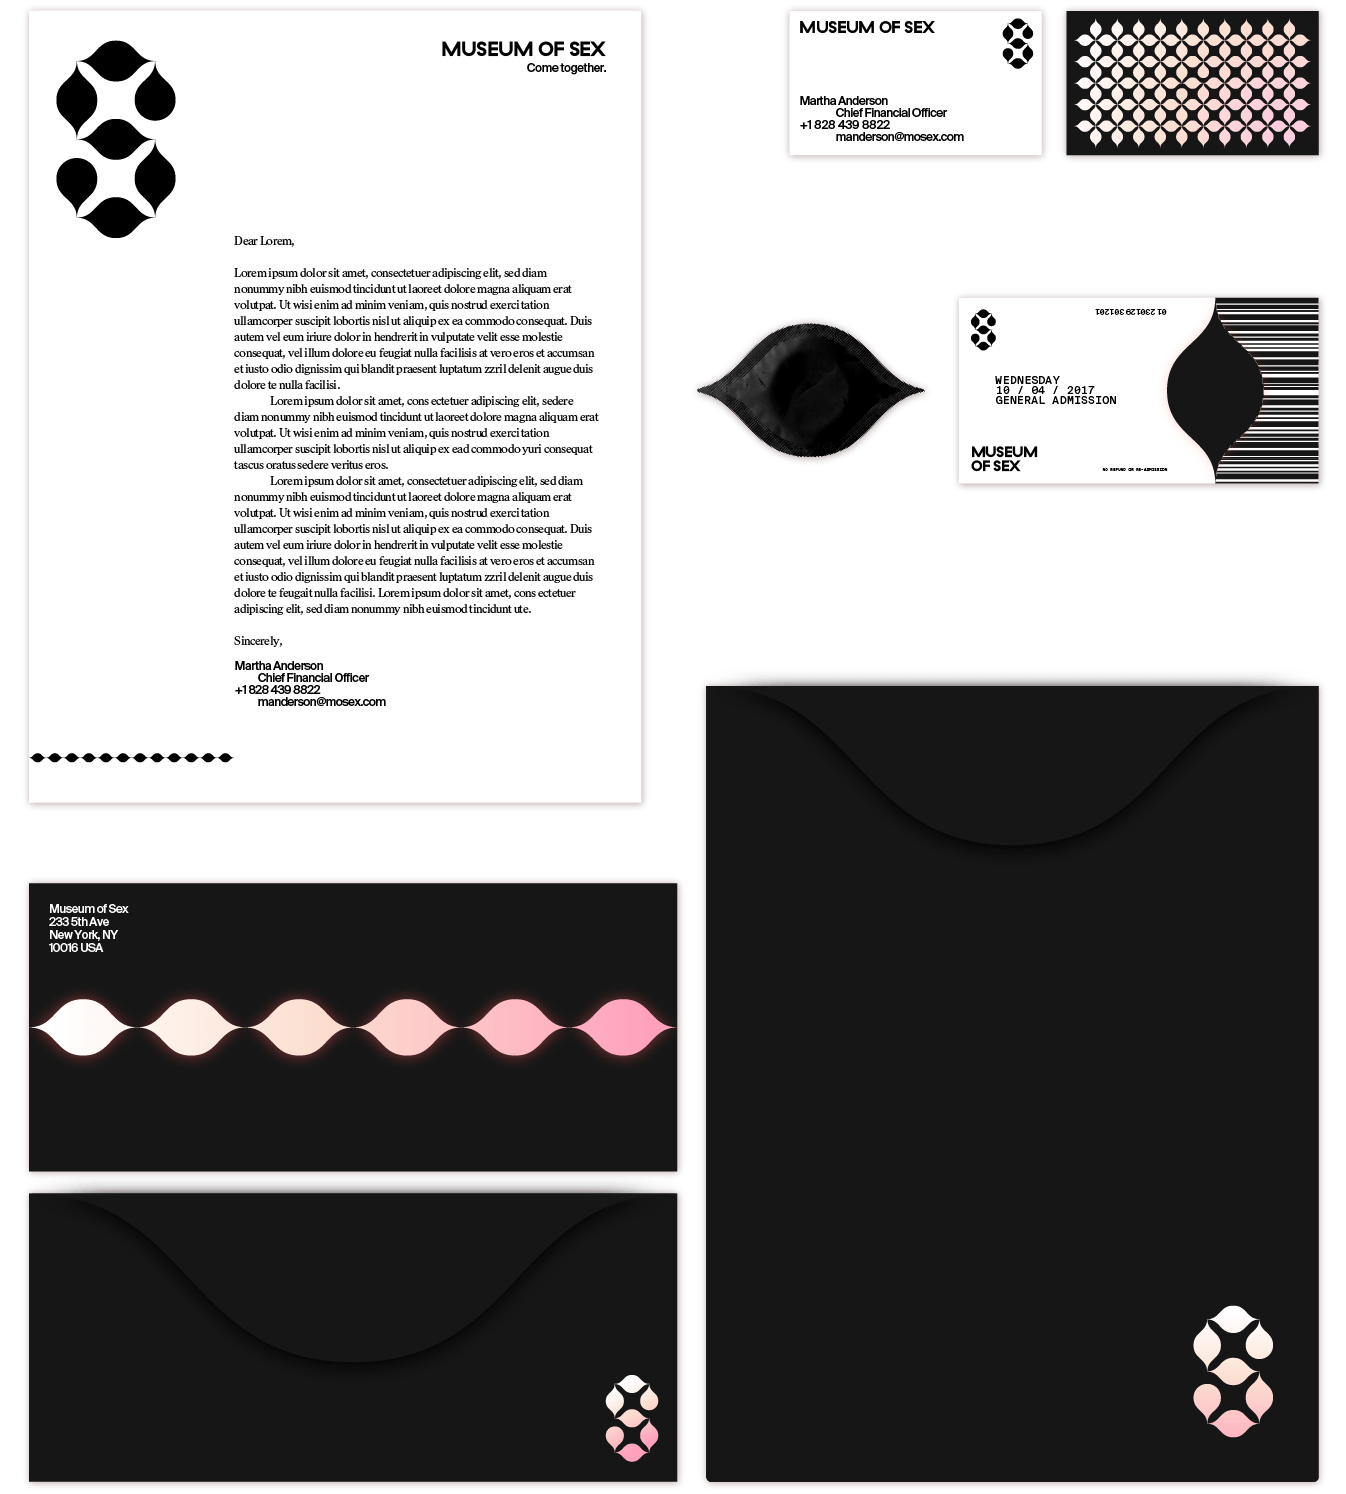 MUSEUM OF SEX
Come together.
Dear Lorem,
Lorem ipsum dolor sit amet, consectetuer adipiscing elit, sed diam
nonummy nibh euismod tincidunt ut laoreet dolore magna aliquam erat
volutpat. Ut wisi enim ad minim veniam, quis nostrud exerci tation
ullamcorper suscipit lobortis nisl ut aliquip ex ea commodo consequat. Duis
autem vel eum iriure dolor in hendrerit in vulputate velit esse molestie
consequat, vel illum dolore eu feugiat nulla facilisis at vero eros et accumsan
et iusto odio dignissim qui blandit praesent luptatum zzril delenit augue duis
dolore te nulla facilisi.
Lorem ipsum dolor sit amet, cons ectetuer adipiscing elit, sedere
diam nonummy nibh euismod tincidunt ut laoreet dolore magna aliquam erat
volutpat. Ut wisi enim ad minim veniam, quis nostrud exerci tation
ullamcorper suscipit lobortis nisl ut aliquip ex ead commodo yuri consequat
tascus oratus sedere veritus eros.
Lorem ipsum dolor sit amet, consectetuer adipiscing elit, sed diam
nonummy nibh euismod tincidunt ut laoreet dolore magna aliquam erat
volutpat. Ut wisi enim ad minim veniam, quis nostrud exerci tation
ullamcorper suscipit lobortis nisl ut aliquip ex ea commodo consequat. Duis
autem vel eum iriure dolor in hendrerit in vulputate velit esse molestie
consequat, vel illum dolore eu feugiat nulla facilisis at vero eros et accumsan
et iusto odio dignissim qui blandit praesent luptatum zzril delenit augue duis
dolore te feugait nulla facilisi. Lorem ipsum dolor sit amet, cons ectetuer
adipiscing elit, sed diam nonummy nibh euismod tincidunt ute.
Sincerely,
Martha Anderson
Chief Financial Officer
+1 828 439 8822
manderson@mosex.com
MUSEUM OF SEX
Martha Anderson
Chief Financial Officer
+1 828 439 8822
manderson@mosex.com
01 230129 301201
WEDNESDAY
10 / 04 / 2017
GENERAL ADMISSION
MUSEUM
OF SEX
NO REFUND OR RE-ADMISSION
Museum of Sex
233 5th Ave
New York, NY
10016 USA